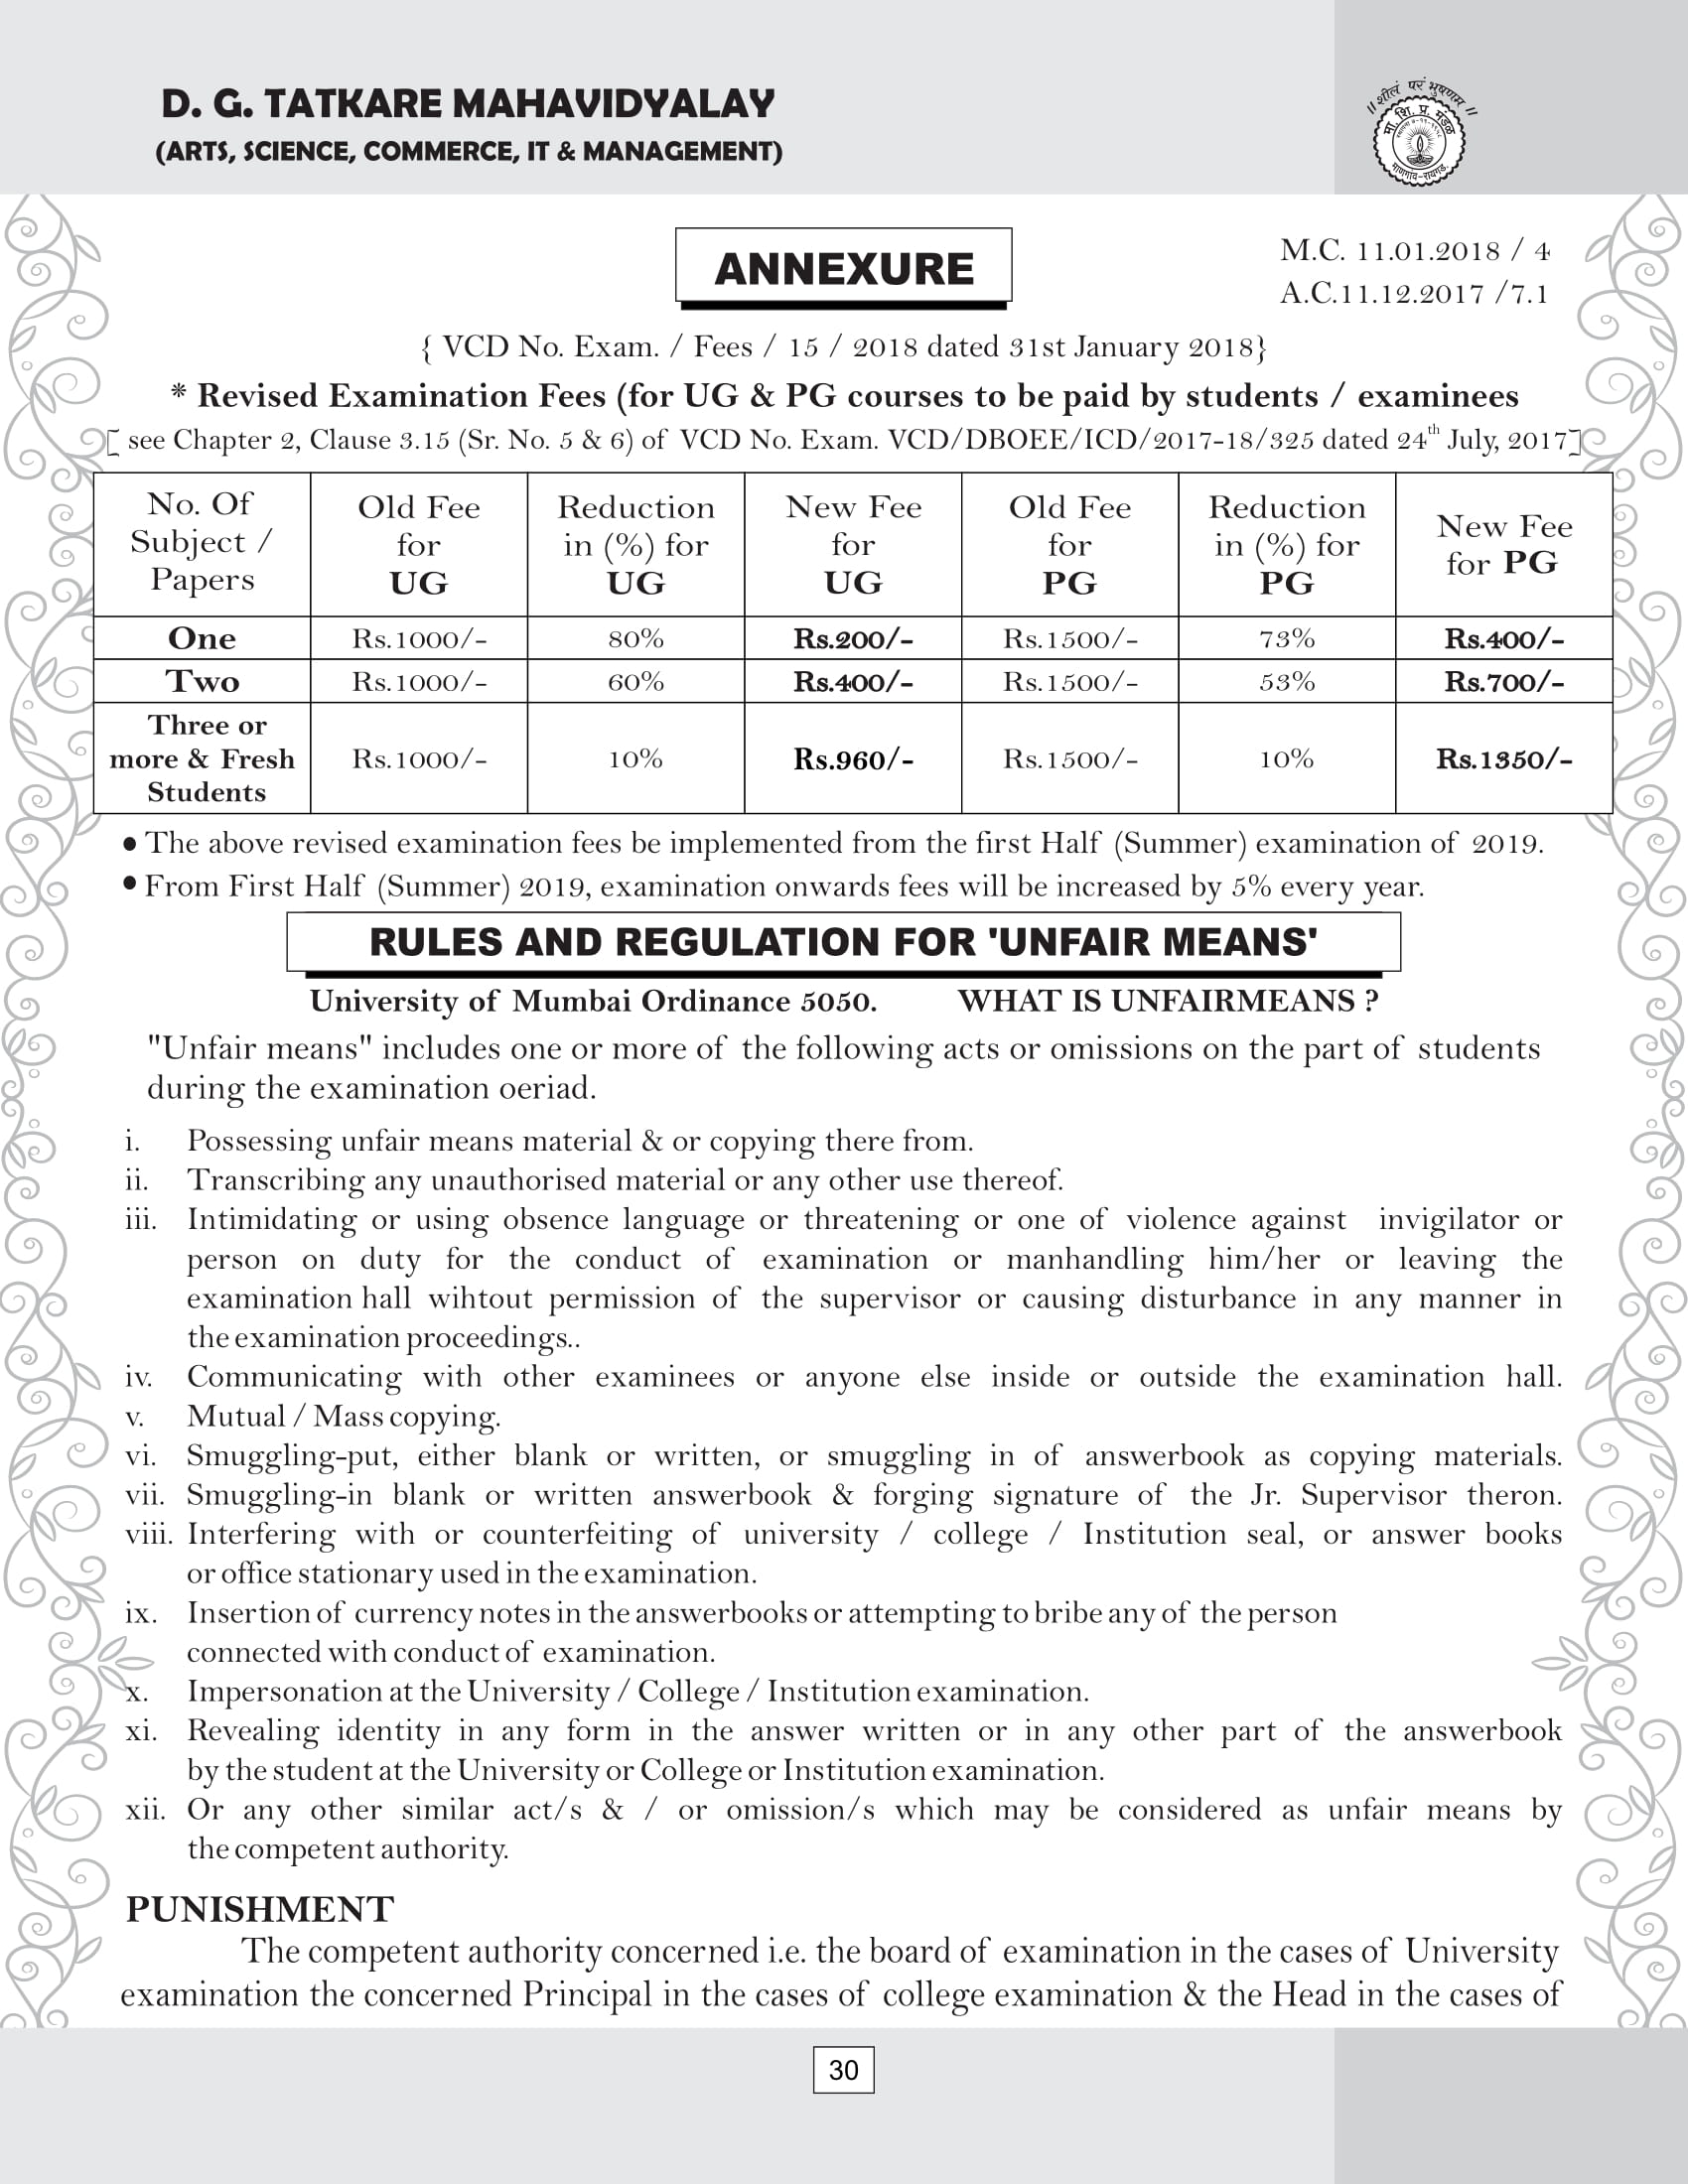 D. G. TATKARE MAHAVIDYALAY
(ARTS, SCIENCE, COMMERCE, IT & MANAGEMENT)
॥ शीलं परं भुषणम ॥
मा. शि. प्र. मंडळ
माणगांव-रायगड.
ANNEXURE
M.C. 11.01.2018 / 4
A.C.11.12.2017 /7.1
{ VCD No. Exam. / Fees / 15 / 2018 dated 31st January 2018}
* Revised Examination Fees (for UG & PG courses to be paid by students / examinees
[ see Chapter 2, Clause 3.15 (Sr. No. 5 & 6) of VCD No. Exam. VCD/DBOEE/ICD/2017-18/325 dated 24th July, 2017]
No. Of Subject / Papers | Old Fee for UG | Reduction in (%) for UG | New Fee for UG | Old Fee for PG | Reduction in (%) for PG | New Fee for PG
One | Rs.1000/- | 80% | Rs.200/- | Rs.1500/- | 73% | Rs.400/-
Two | Rs.1000/- | 60% | Rs.400/- | Rs.1500/- | 53% | Rs.700/-
Three or more & Fresh Students | Rs.1000/- | 10% | Rs.960/- | Rs.1500/- | 10% | Rs.1350/-
• The above revised examination fees be implemented from the first Half (Summer) examination of 2019.
• From First Half (Summer) 2019, examination onwards fees will be increased by 5% every year.
RULES AND REGULATION FOR 'UNFAIR MEANS'
University of Mumbai Ordinance 5050. WHAT IS UNFAIRMEANS ?
"Unfair means" includes one or more of the following acts or omissions on the part of students
during the examination oeriad.
i. Possessing unfair means material & or copying there from.
ii. Transcribing any unauthorised material or any other use thereof.
iii. Intimidating or using obsence language or threatening or one of violence against invigilator or
person on duty for the conduct of examination or manhandling him/her or leaving the
examination hall wihtout permission of the supervisor or causing disturbance in any manner in
the examination proceedings..
iv. Communicating with other examinees or anyone else inside or outside the examination hall.
v. Mutual / Mass copying.
vi. Smuggling-put, either blank or written, or smuggling in of answerbook as copying materials.
vii. Smuggling-in blank or written answerbook & forging signature of the Jr. Supervisor theron.
viii. Interfering with or counterfeiting of university / college / Institution seal, or answer books
or office stationary used in the examination.
ix. Insertion of currency notes in the answerbooks or attempting to bribe any of the person
connected with conduct of examination.
x. Impersonation at the University / College / Institution examination.
xi. Revealing identity in any form in the answer written or in any other part of the answerbook
by the student at the University or College or Institution examination.
xii. Or any other similar act/s & / or omission/s which may be considered as unfair means by
the competent authority.
PUNISHMENT
The competent authority concerned i.e. the board of examination in the cases of University
examination the concerned Principal in the cases of college examination & the Head in the cases of
30